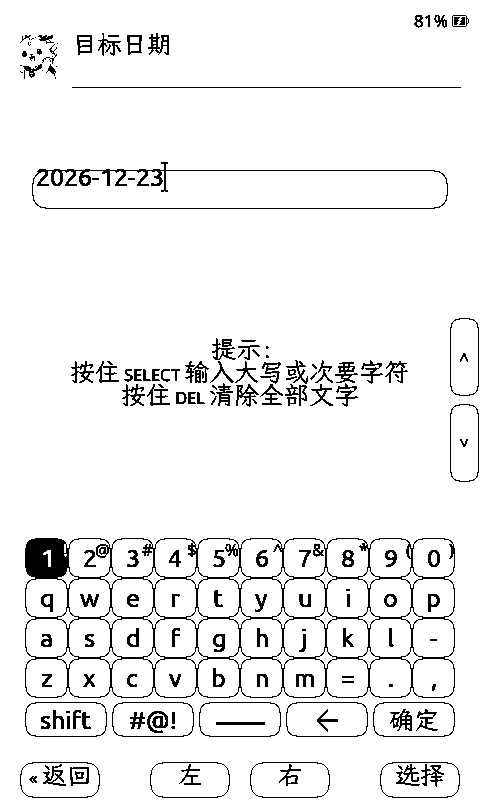 81%
目标日期
2026-12-23
提示:
按住 SELECT 输入大写或次要字符
按住 DEL 清除全部文字
^
v
1! 2@ 3# 4$ 5% 6^ 7& 8* 9( 0)
q w e r t y u i o p
a s d f g h j k l -
z x c v b n m = . ,
shift #@! ← 确定
« 返回 左 右 选择